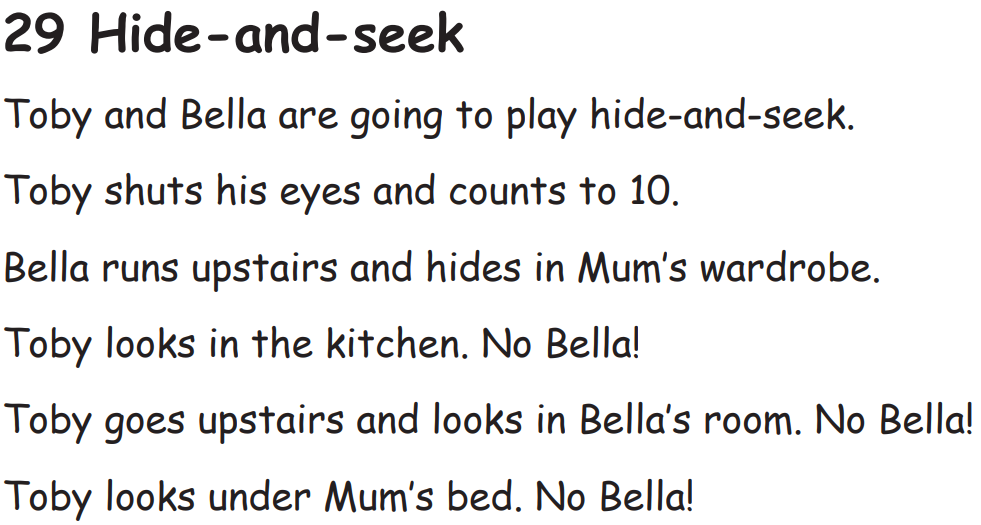 29 Hide-and-seek
Toby and Bella are going to play hide-and-seek.
Toby shuts his eyes and counts to 10.
Bella runs upstairs and hides in Mum's wardrobe.
Toby looks in the kitchen. No Bella!
Toby goes upstairs and looks in Bella's room. No Bella!
Toby looks under Mum's bed. No Bella!